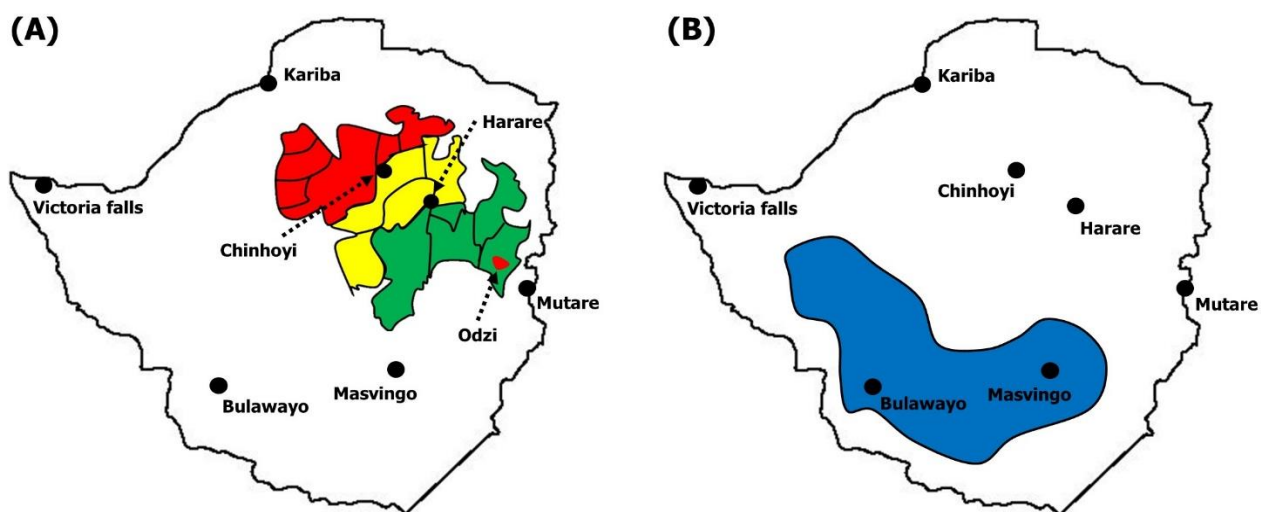 (A)
Kariba
Harare
Victoria falls
Chinhoyi
Mutare
Odzi
Masvingo
Bulawayo
(B)
Kariba
Chinhoyi
Victoria falls
Harare
Mutare
Masvingo
Bulawayo